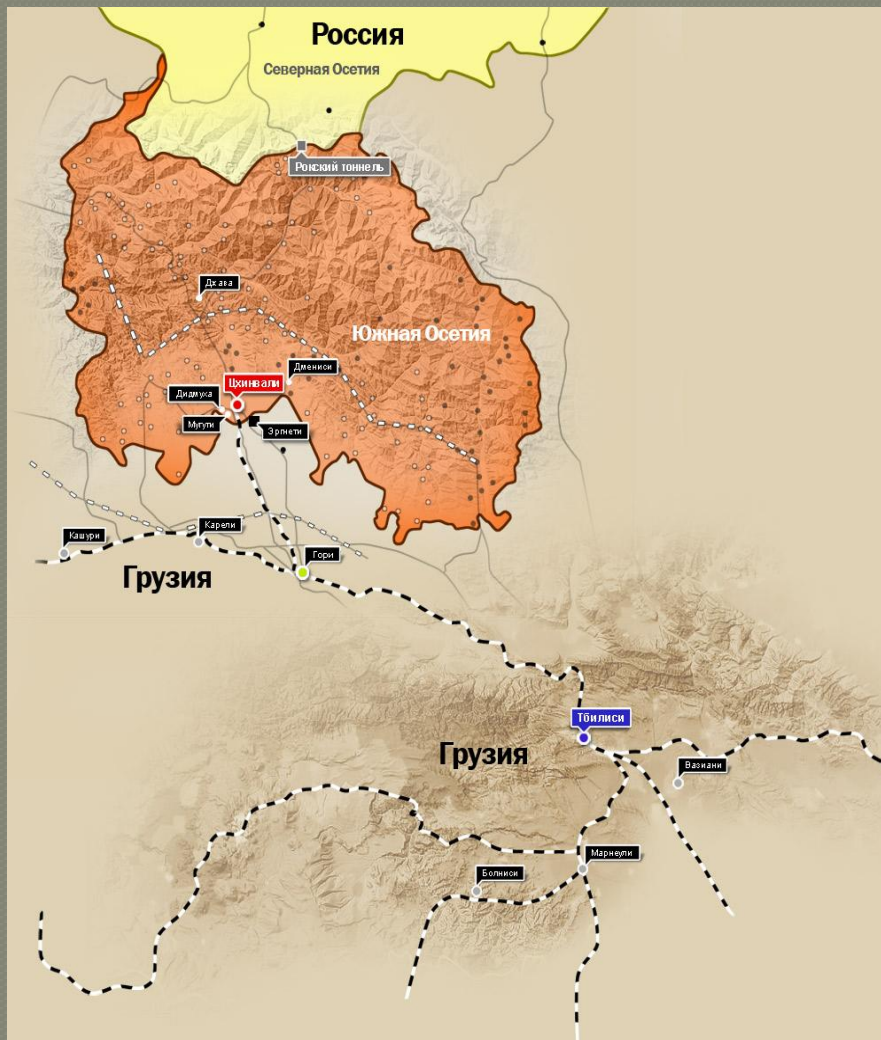 Россия
Северная Осетия
Рокский тоннель
Джава
Южная Осетия
Дмениси
Цхинвали
Дидмуха
Мугути
Эргнети
Кашури
Карели
Гори
Грузия
Тбилиси
Грузия
Вазиани
Марнеули
Болниси